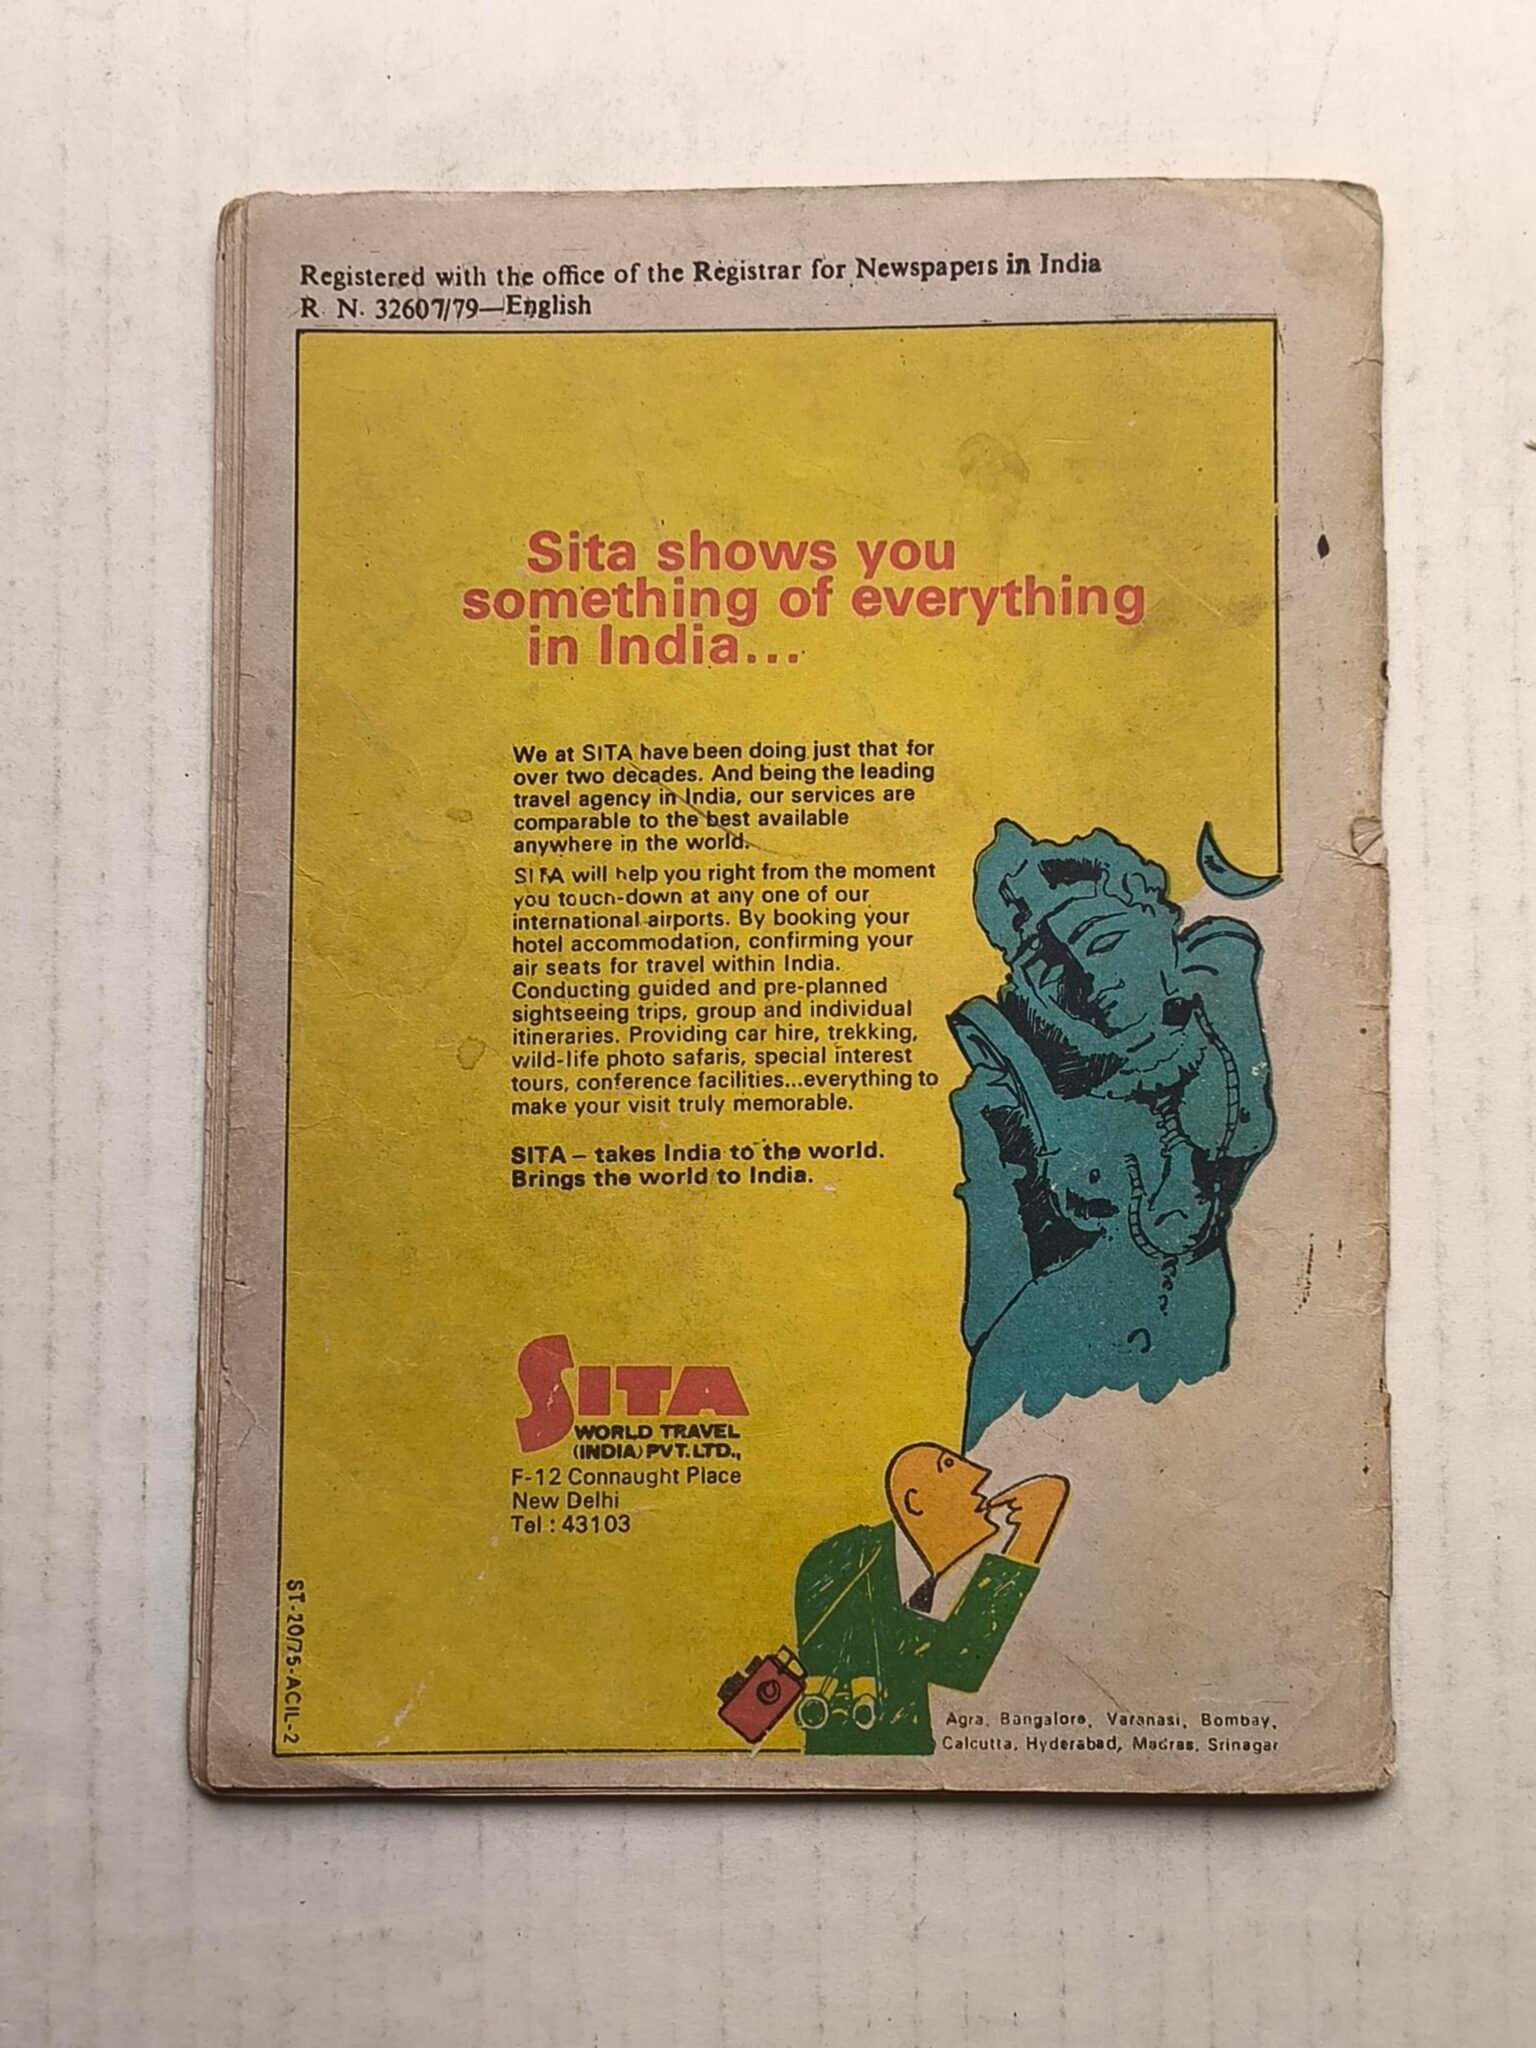 Registered with the office of the Registrar for Newspapers in India
R. N. 32607/79—English
Sita shows you
something of everything
in India...
We at SITA have been doing just that for
over two decades. And being the leading
travel agency in India, our services are
comparable to the best available
anywhere in the world.
SITA will help you right from the moment
you touch-down at any one of our
international airports. By booking your
hotel accommodation, confirming your
air seats for travel within India.
Conducting guided and pre-planned
sightseeing trips, group and individual
itineraries. Providing car hire, trekking,
wild-life photo safaris, special interest
tours, conference facilities...everything to
make your visit truly memorable.
SITA – takes India to the world.
Brings the world to India.
SITA
WORLD TRAVEL
(INDIA) PVT. LTD.,
F-12 Connaught Place
New Delhi
Tel : 43103
ST-20/75-ACIL-2
Agra, Bangalore, Varanasi, Bombay,
Calcutta, Hyderabad, Madras, Srinagar